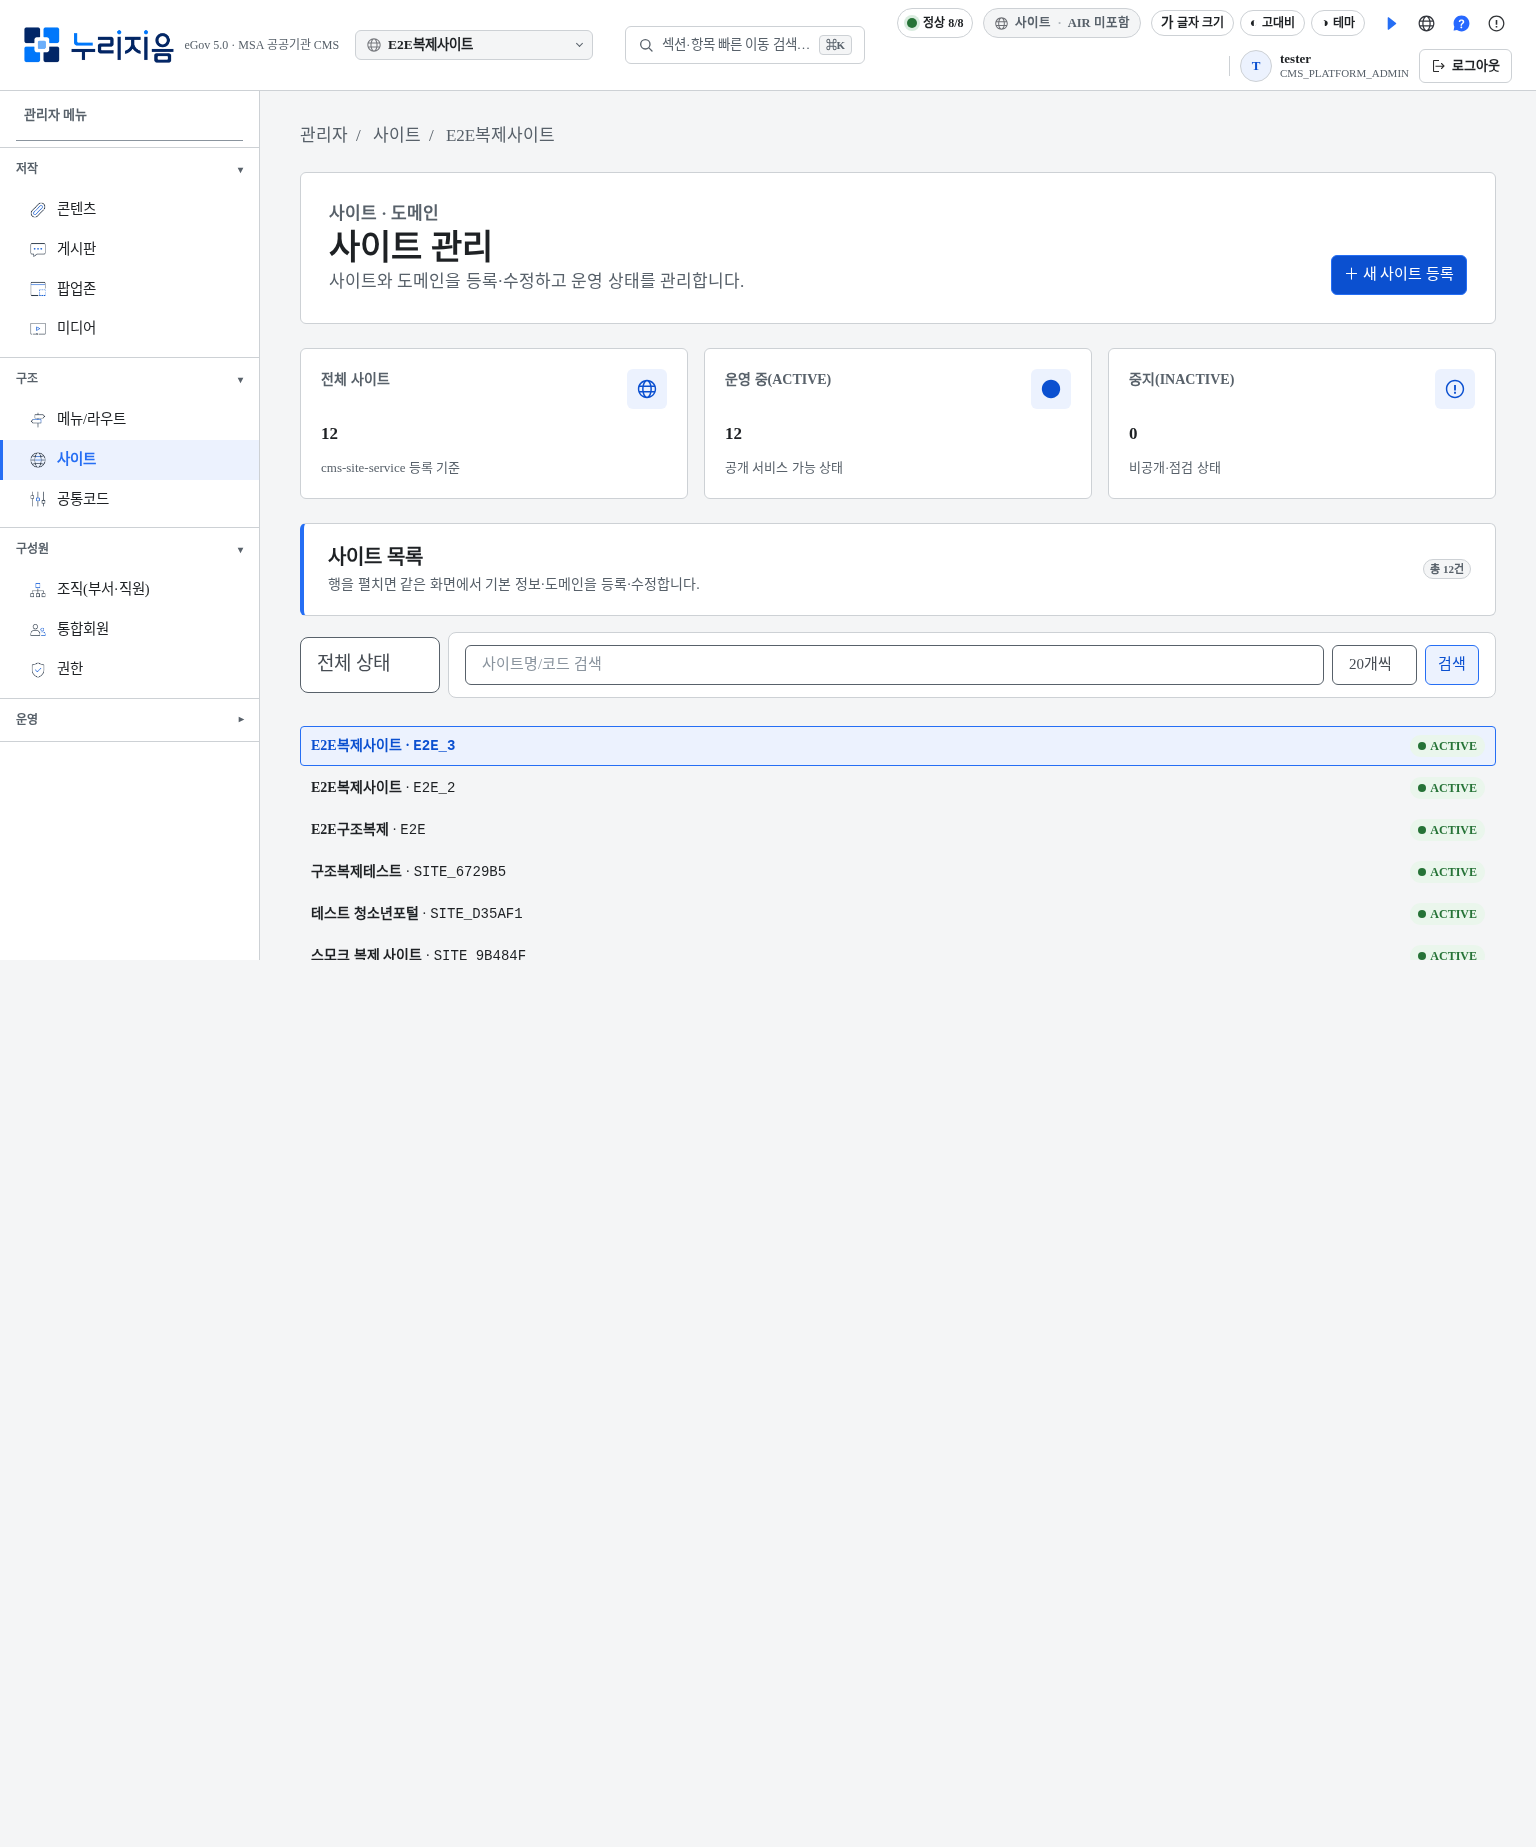 누리지음
eGov 5.0 · MSA 공공기관 CMS
E2E복제사이트
섹션·항목 빠른 이동 검색… ⌘K
정상 8/8
사이트 · AIR 미포함
가 글자 크기
고대비
테마
T
tester
CMS_PLATFORM_ADMIN
로그아웃
관리자 메뉴
저작
콘텐츠
게시판
팝업존
미디어
구조
메뉴/라우트
사이트
공통코드
구성원
조직(부서·직원)
통합회원
권한
운영
관리자 / 사이트 / E2E복제사이트
사이트 · 도메인
사이트 관리
사이트와 도메인을 등록·수정하고 운영 상태를 관리합니다.
+ 새 사이트 등록
전체 사이트
12
cms-site-service 등록 기준
운영 중(ACTIVE)
12
공개 서비스 가능 상태
중지(INACTIVE)
0
비공개·점검 상태
사이트 목록
행을 펼치면 같은 화면에서 기본 정보·도메인을 등록·수정합니다.
총 12건
전체 상태
사이트명/코드 검색
20개씩
검색
E2E복제사이트 · E2E_3 ACTIVE
E2E복제사이트 · E2E_2 ACTIVE
E2E구조복제 · E2E ACTIVE
구조복제테스트 · SITE_6729B5 ACTIVE
테스트 청소년포털 · SITE_D35AF1 ACTIVE
스모크 복제 사이트 · SITE_9B484F ACTIVE